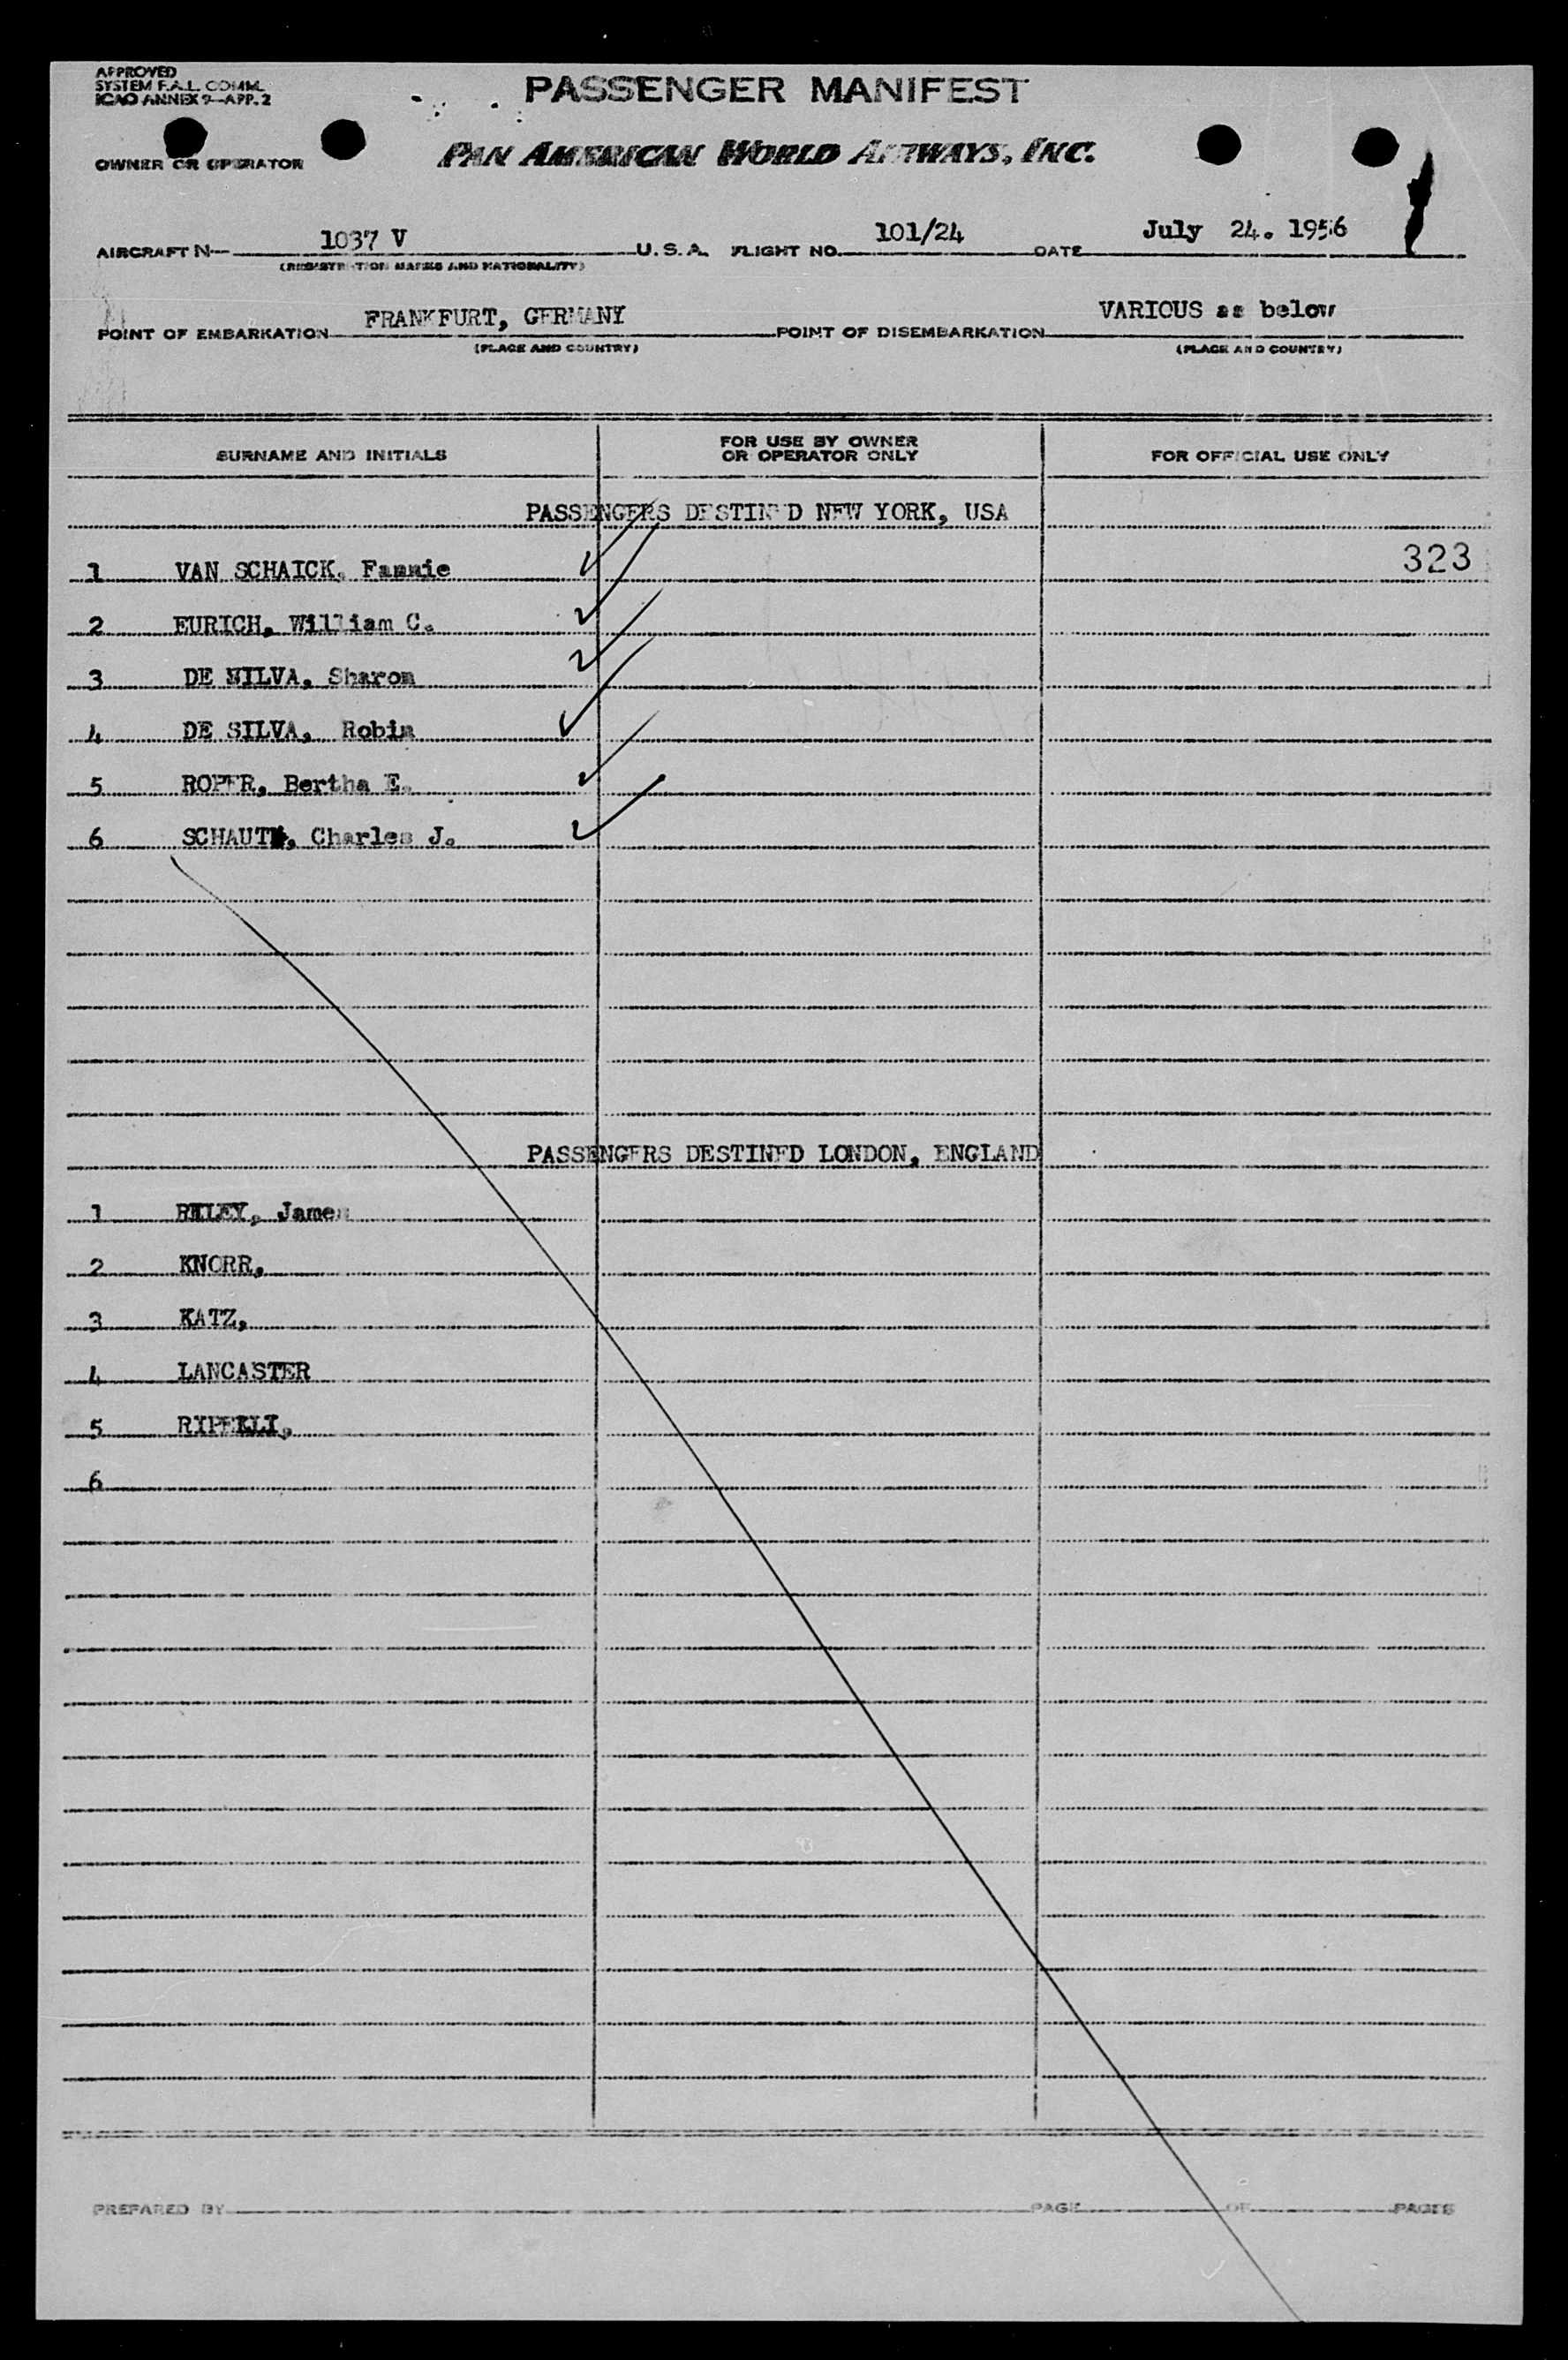 APPROVED
SYSTEM F.A.L. COMM.
ICAO ANNEX 9-APP. 2
PASSENGER MANIFEST
OWNER OR OPERATOR PAN AMERICAN WORLD AIRWAYS, INC.
AIRCRAFT N- 1037 V U. S. A. FLIGHT NO. 101/24 DATE July 24. 1956
(REGISTRATION MARKS AND NATIONALITY)
POINT OF EMBARKATION FRANKFURT, GERMANY POINT OF DISEMBARKATION VARIOUS as below
(PLACE AND COUNTRY) (PLACE AND COUNTRY)
SURNAME AND INITIALS FOR USE BY OWNER OR OPERATOR ONLY FOR OFFICIAL USE ONLY
PASSENGERS DESTINED NEW YORK, USA
1 VAN SCHAICK, Fannie 323
2 EURICH, William C.
3 DE SILVA, Sharon
4 DE SILVA, Robin
5 ROPER, Bertha E.
6 Charles J.
PASSENGERS DESTINED LONDON, ENGLAND
1 James
2 KNORR,
3 KATZ,
4 LANCASTER
5
6
PREPARED BY PAGE OF PAGES